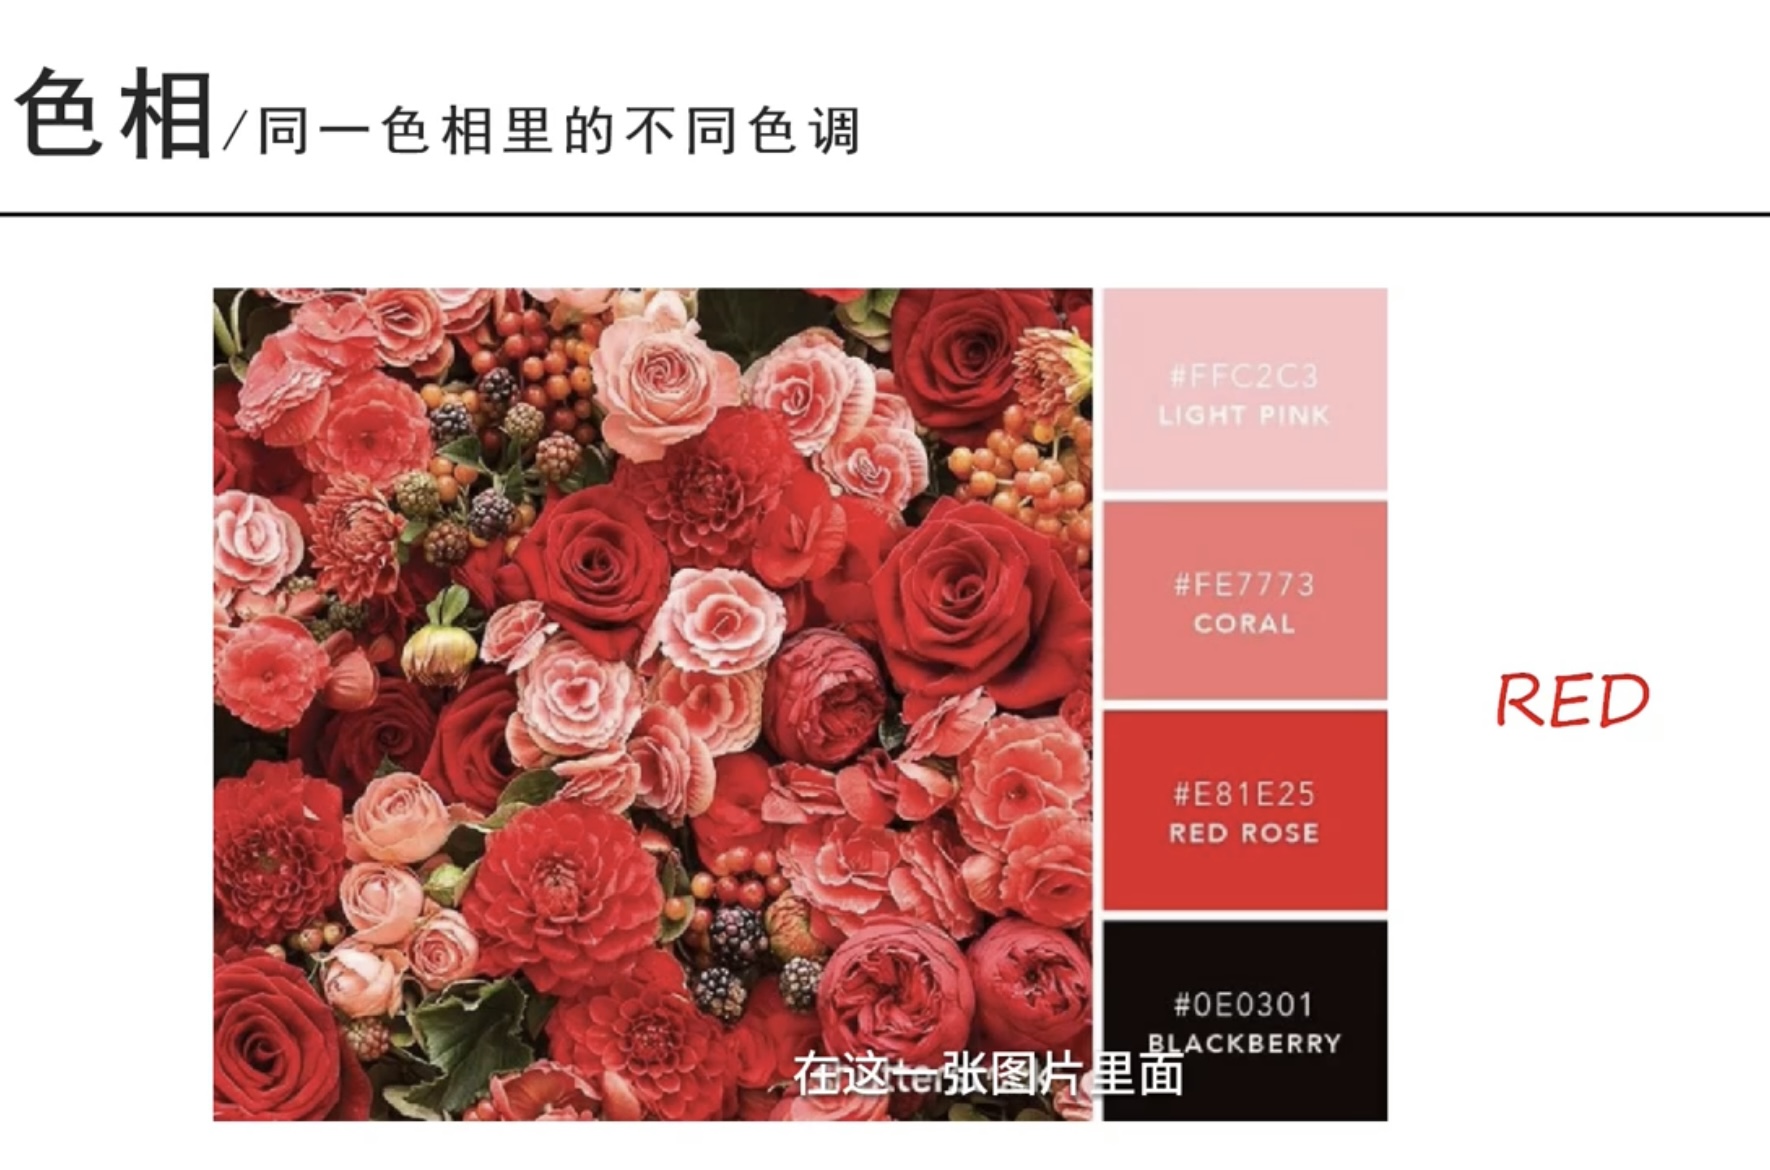 色相/同一色相里的不同色调
#FFC2C3
LIGHT PINK
#FE7773
CORAL
RED
#E81E25
RED ROSE
#0E0301
BLACKBERRY
在这一张图片里面